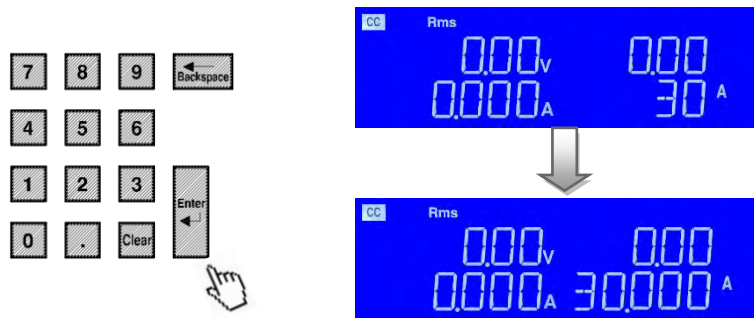 7 8 9 Backspace
4 5 6
1 2 3 Enter
0 . Clear
CC Rms
0.00V 0.00
0.000A 30 A
CC Rms
0.00V 0.00
0.000A 30.000 A